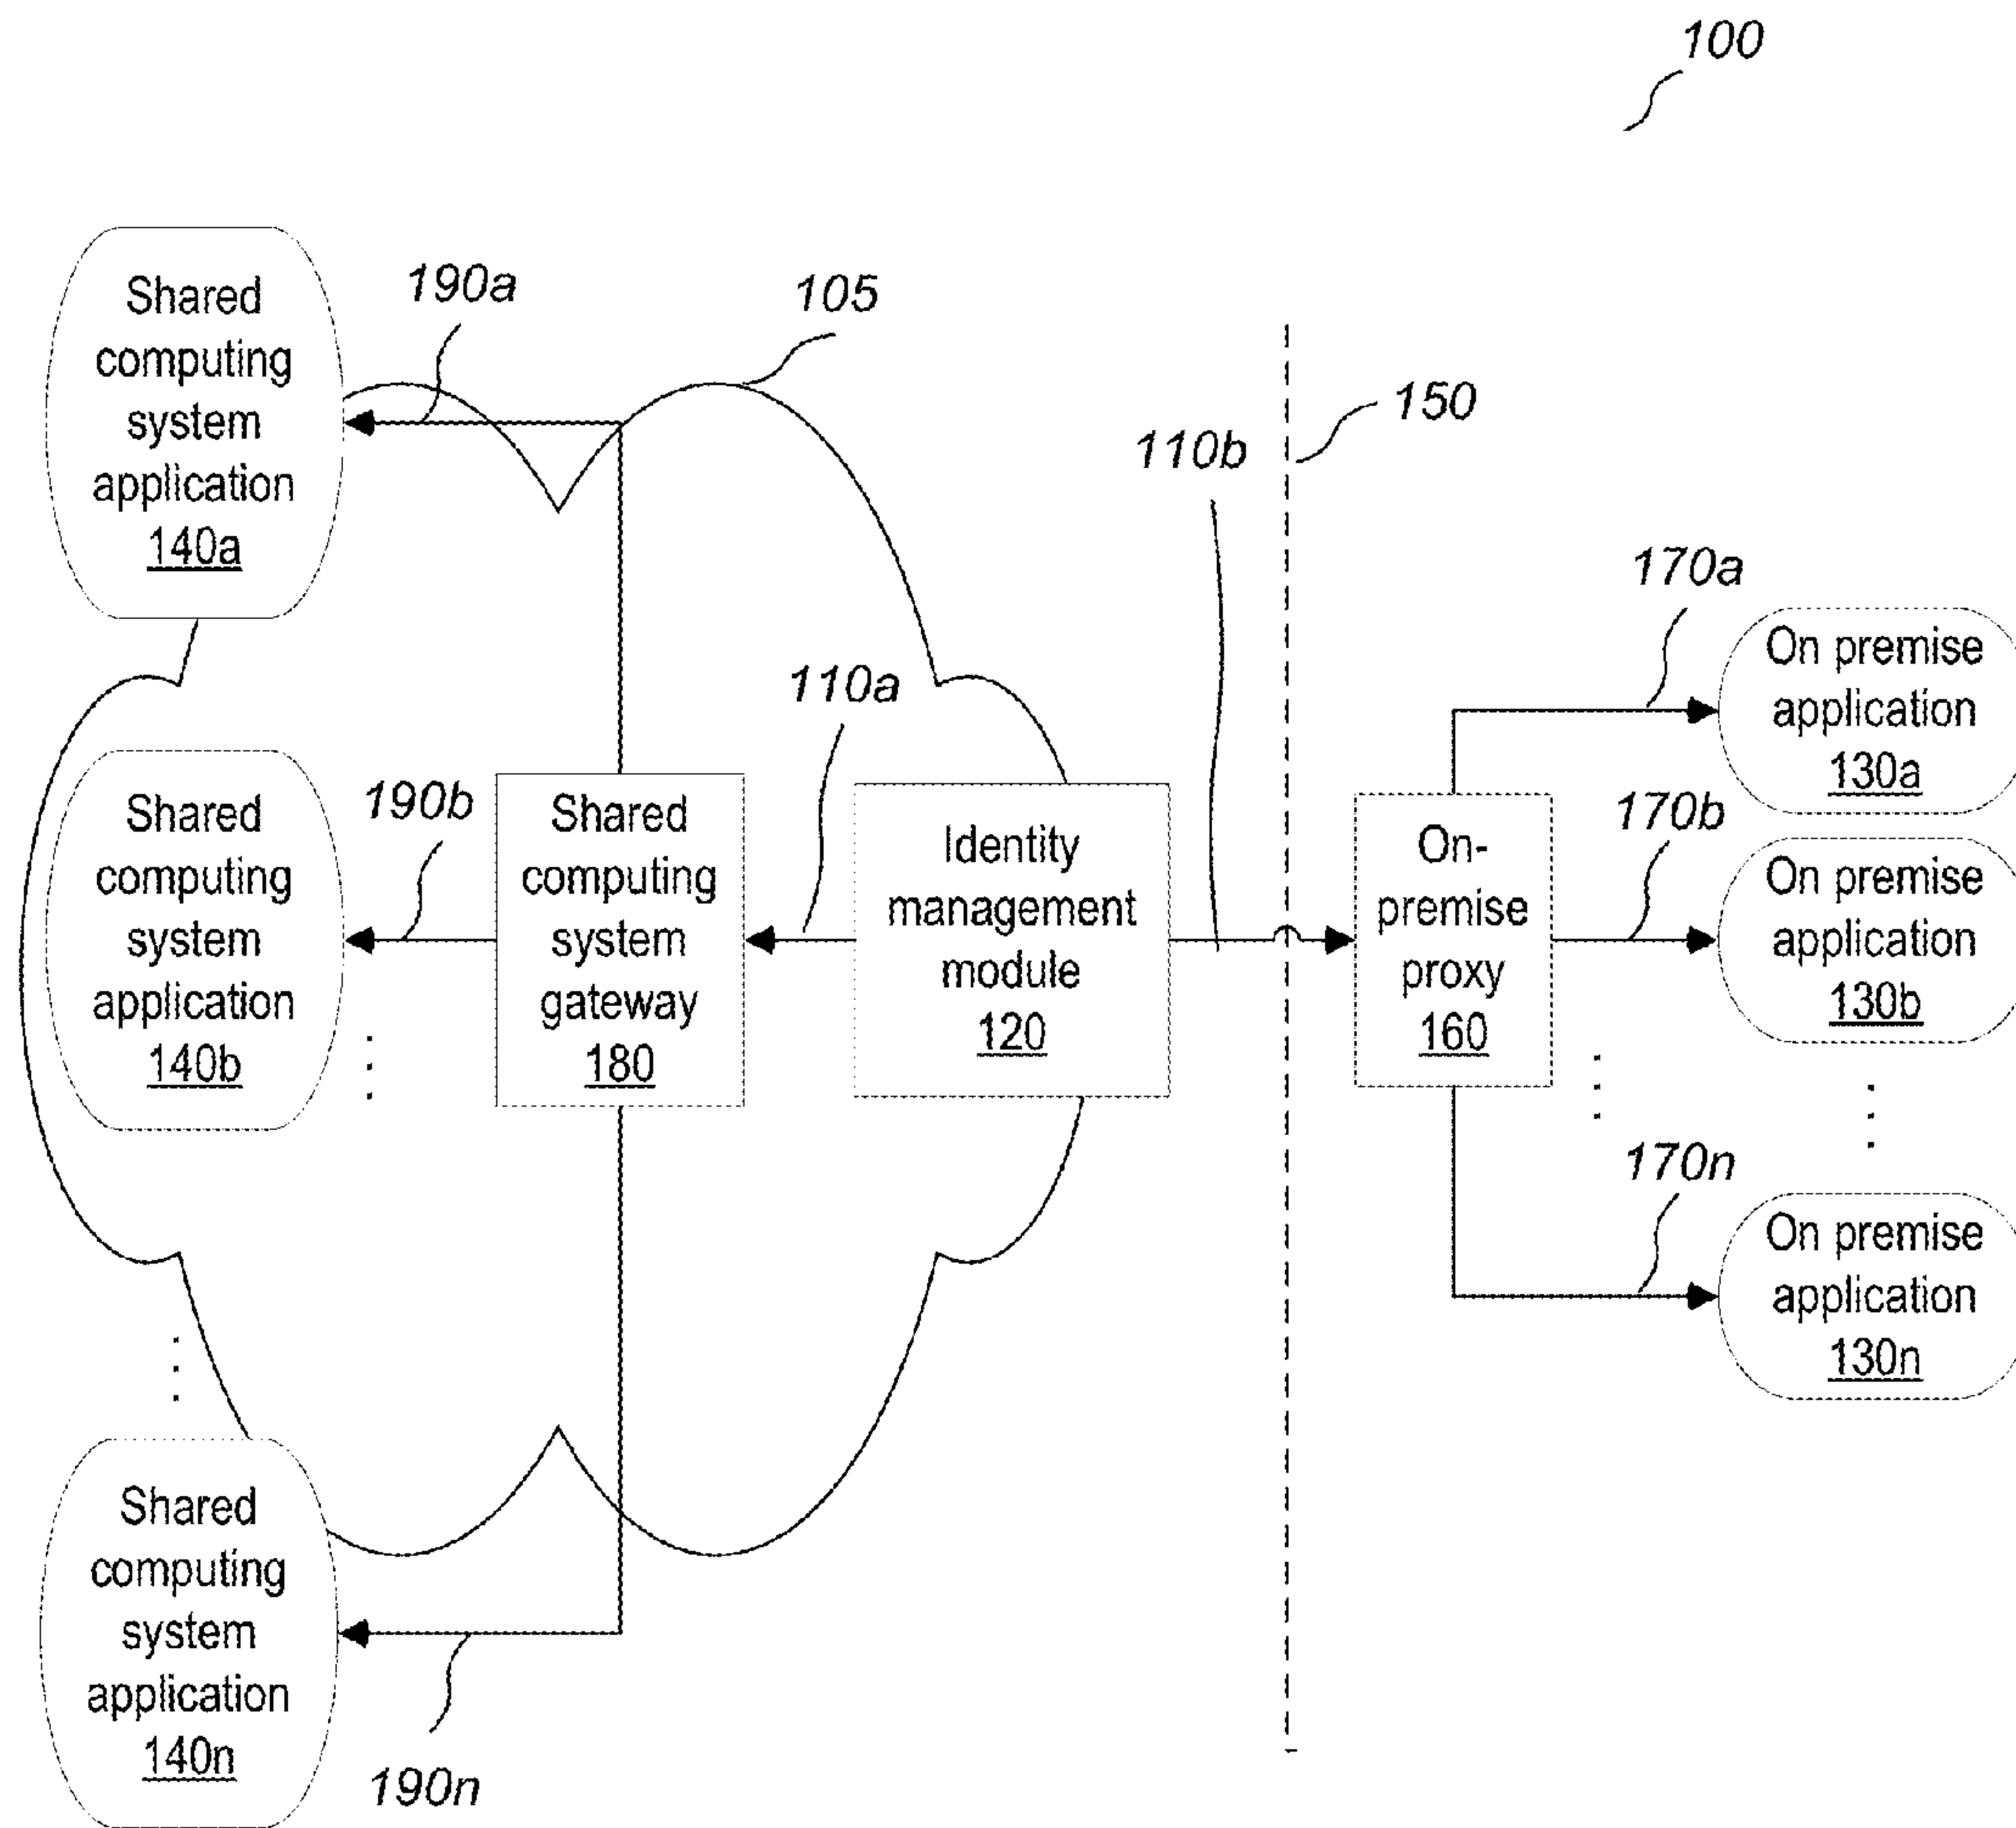 100
Shared
computing
system
application
140a
190a
105
150
110b
170a
On premise
application
130a
110a
Shared
computing
system
application
140b
190b
Shared
computing
system
gateway
180
Identity
management
module
120
On-
premise
proxy
160
170b
On premise
application
130b
170n
On premise
application
130n
Shared
computing
system
application
140n
190n